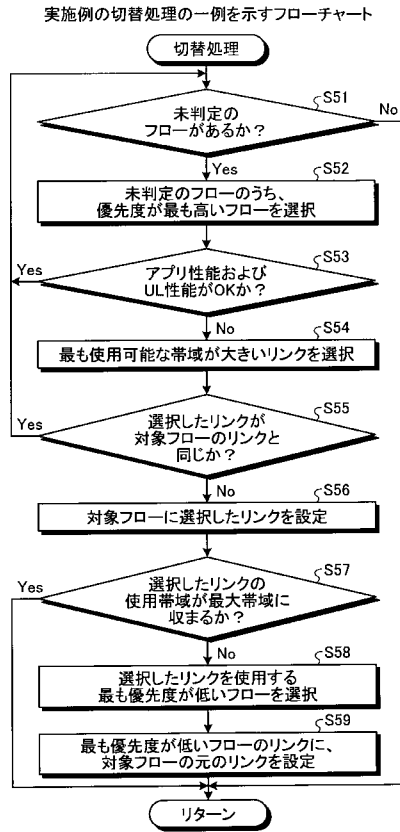 実施例の切替処理の一例を示すフローチャート
切替処理
S51
未判定の
フローがあるか？
No
Yes
S52
未判定のフローのうち、
優先度が最も高いフローを選択
S53
Yes
アプリ性能および
UL性能がOKか？
No
S54
最も使用可能な帯域が大きいリンクを選択
S55
Yes
選択したリンクが
対象フローのリンクと
同じか？
No
S56
対象フローに選択したリンクを設定
S57
Yes
選択したリンクの
使用帯域が最大帯域に
収まるか？
No
S58
選択したリンクを使用する
最も優先度が低いフローを選択
S59
最も優先度が低いフローのリンクに、
対象フローの元のリンクを設定
リターン